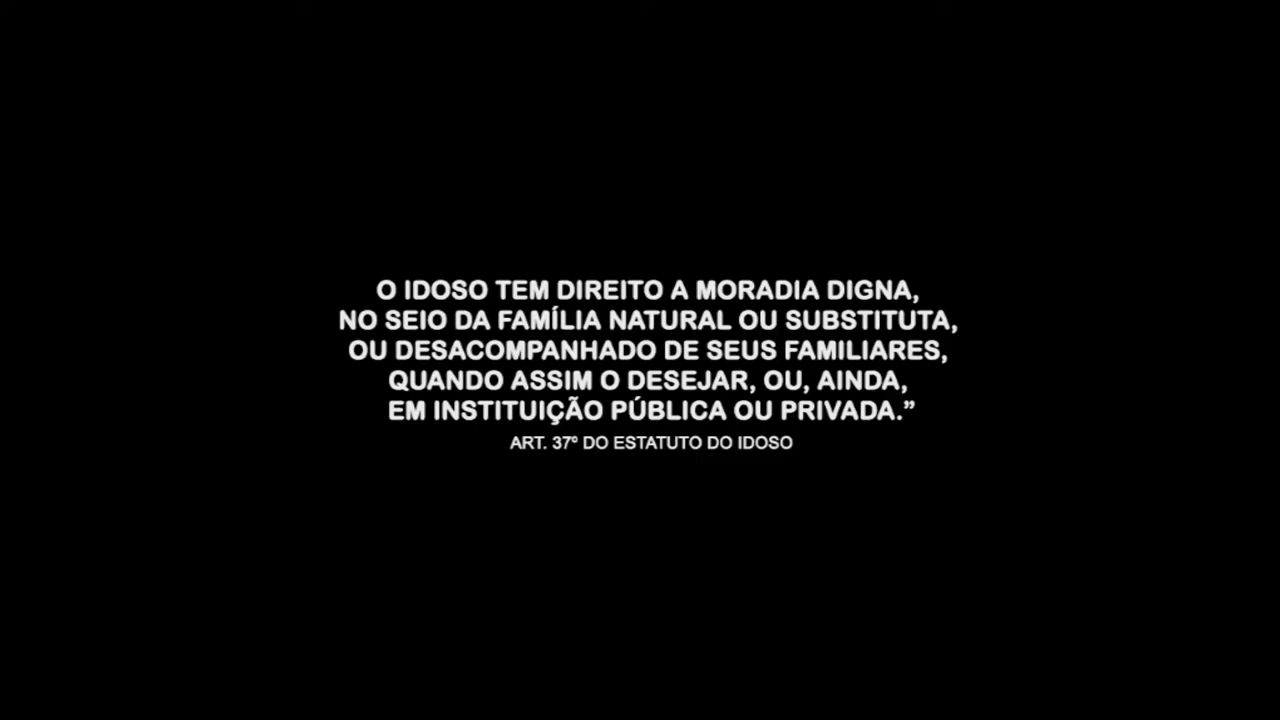 O IDOSO TEM DIREITO A MORADIA DIGNA,
NO SEIO DA FAMÍLIA NATURAL OU SUBSTITUTA,
OU DESACOMPANHADO DE SEUS FAMILIARES,
QUANDO ASSIM O DESEJAR, OU, AINDA,
EM INSTITUIÇÃO PÚBLICA OU PRIVADA.”
ART. 37º DO ESTATUTO DO IDOSO